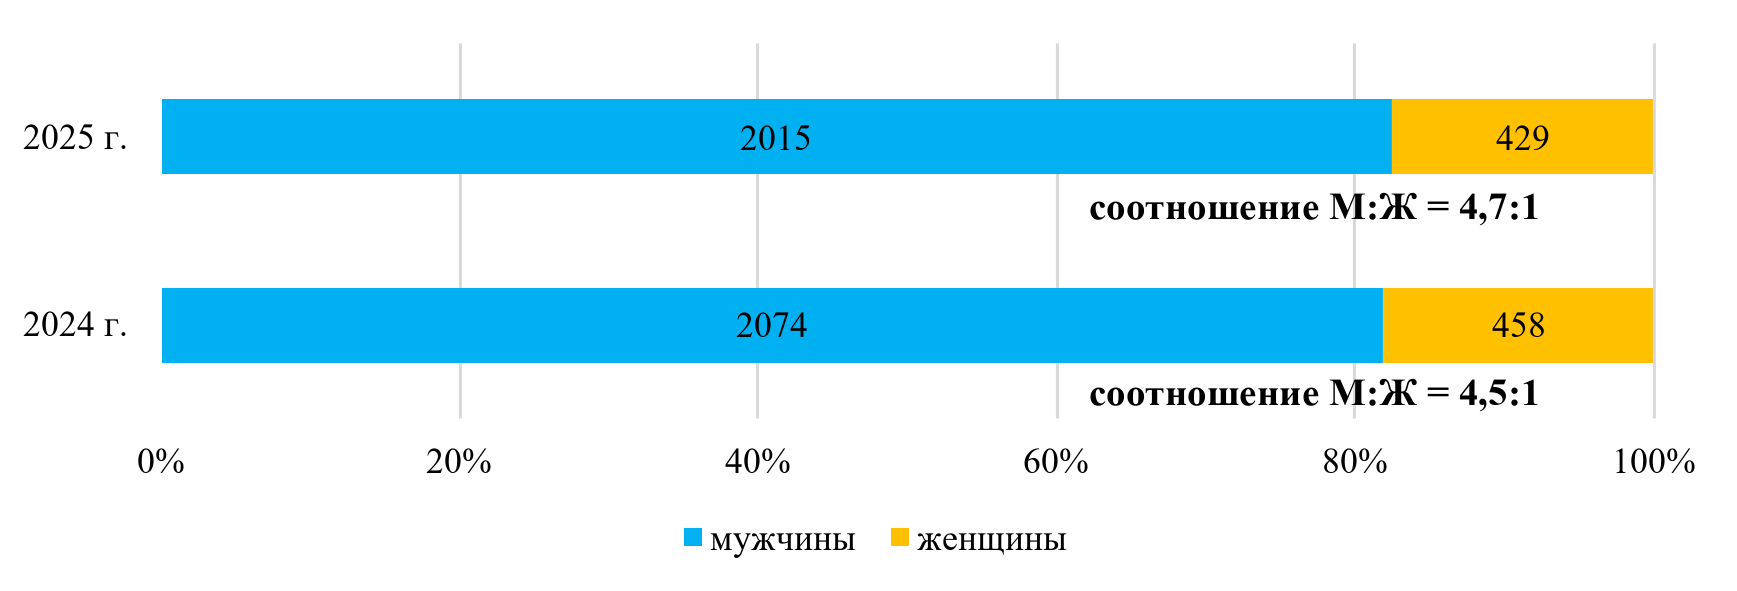 2025 г.
2015
429
соотношение М:Ж = 4,7:1
2024 г.
2074
458
соотношение М:Ж = 4,5:1
0% 20% 40% 60% 80% 100%
мужчины женщины